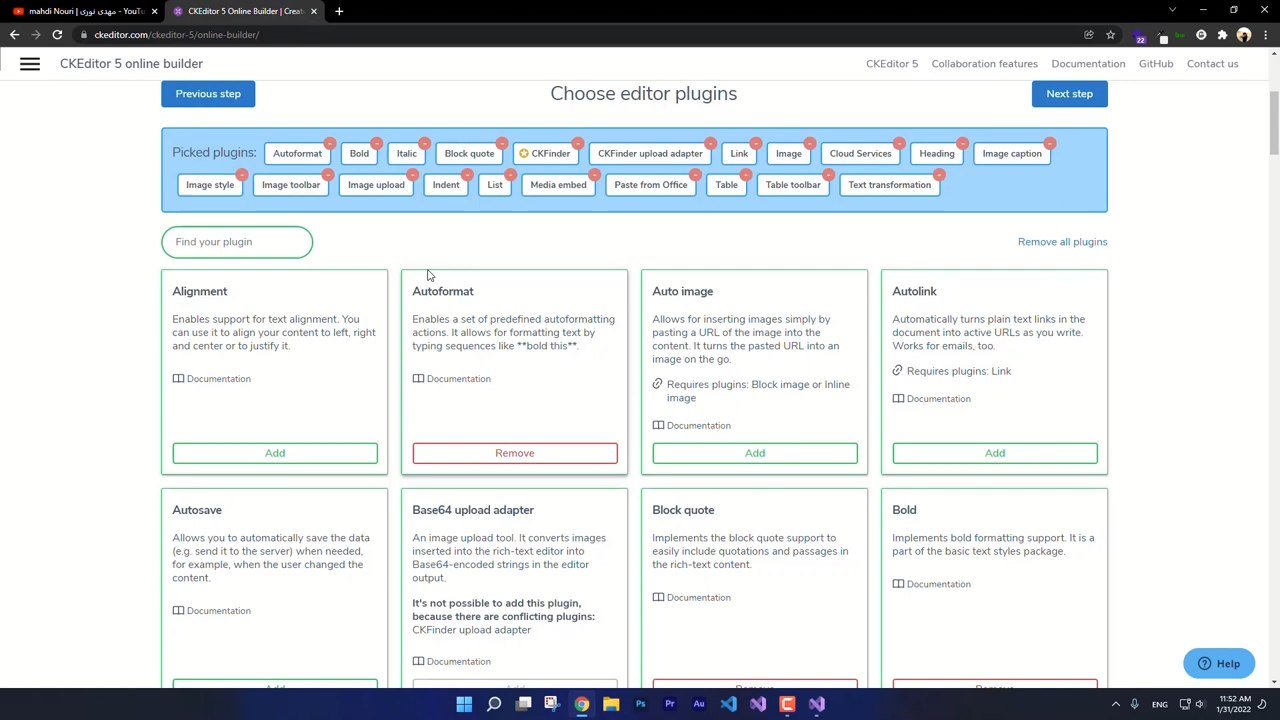 mahdi Noori | مهدی نوری - YouTu
CKEditor 5 Online Builder | Creat
ckeditor.com/ckeditor-5/online-builder/
22
CKEditor 5 online builder
CKEditor 5
Collaboration features
Documentation
GitHub
Contact us
Previous step
Choose editor plugins
Next step
Picked plugins: Autoformat Bold Italic Block quote CKFinder CKFinder upload adapter Link Image Cloud Services Heading Image caption
Image style Image toolbar Image upload Indent List Media embed Paste from Office Table Table toolbar Text transformation
Find your plugin
Remove all plugins
Alignment
Enables support for text alignment. You
can use it to align your content to left, right
and center or to justify it.
Documentation
Add
Autoformat
Enables a set of predefined autoformatting
actions. It allows for formatting text by
typing sequences like **bold this**.
Documentation
Remove
Auto image
Allows for inserting images simply by
pasting a URL of the image into the
content. It turns the pasted URL into an
image on the go.
Requires plugins: Block image or Inline
image
Documentation
Add
Autolink
Automatically turns plain text links in the
document into active URLs as you write.
Works for emails, too.
Requires plugins: Link
Documentation
Add
Autosave
Allows you to automatically save the data
(e.g. send it to the server) when needed,
for example, when the user changed the
content.
Documentation
Base64 upload adapter
An image upload tool. It converts images
inserted into the rich-text editor into
Base64-encoded strings in the editor
output.
It's not possible to add this plugin,
because there are conflicting plugins:
CKFinder upload adapter
Documentation
Block quote
Implements the block quote support to
easily include quotations and passages in
the rich-text content.
Documentation
Bold
Implements bold formatting support. It is a
part of the basic text styles package.
Documentation
Help
Ps
Pr
Au
ENG
11:52 AM
1/31/2022